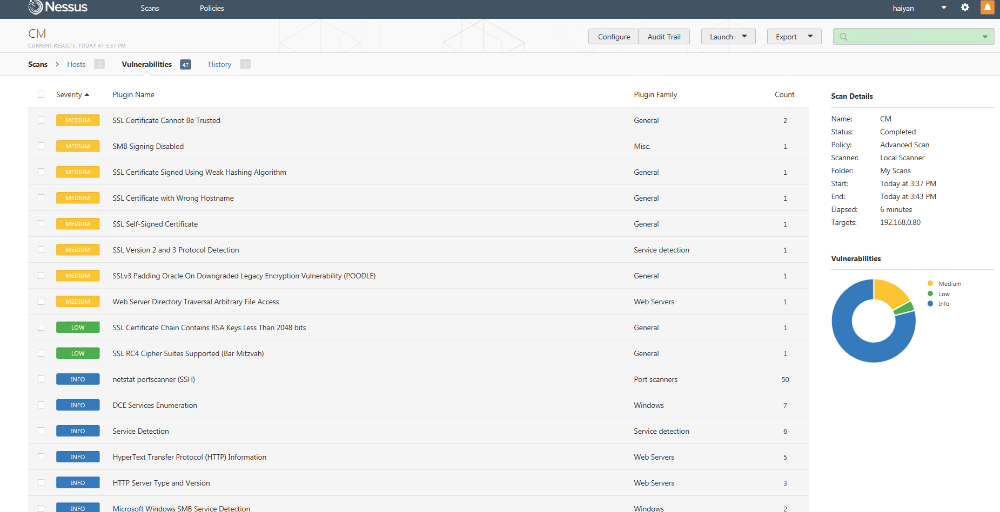 Nessus Scans Policies haiyan
CM
CURRENT RESULTS: TODAY AT 3:37 PM
Configure Audit Trail Launch Export
Scans > Hosts 1 Vulnerabilities 47 History 1
Severity Plugin Name Plugin Family Count
MEDIUM SSL Certificate Cannot Be Trusted General 2
MEDIUM SMB Signing Disabled Misc. 1
MEDIUM SSL Certificate Signed Using Weak Hashing Algorithm General 1
MEDIUM SSL Certificate with Wrong Hostname General 1
MEDIUM SSL Self-Signed Certificate General 1
MEDIUM SSL Version 2 and 3 Protocol Detection Service detection 1
MEDIUM SSLv3 Padding Oracle On Downgraded Legacy Encryption Vulnerability (POODLE) General 1
MEDIUM Web Server Directory Traversal Arbitrary File Access Web Servers 1
LOW SSL Certificate Chain Contains RSA Keys Less Than 2048 bits General 1
LOW SSL RC4 Cipher Suites Supported (Bar Mitzvah) General 1
INFO netstat portscanner (SSH) Port scanners 50
INFO DCE Services Enumeration Windows 7
INFO Service Detection Service detection 6
INFO HyperText Transfer Protocol (HTTP) Information Web Servers 5
INFO HTTP Server Type and Version Web Servers 3
INFO Microsoft Windows SMB Service Detection Windows 2
Scan Details
Name: CM
Status: Completed
Policy: Advanced Scan
Scanner: Local Scanner
Folder: My Scans
Start: Today at 3:37 PM
End: Today at 3:43 PM
Elapsed: 6 minutes
Targets: 192.168.0.80
Vulnerabilities
Medium
Low
Info